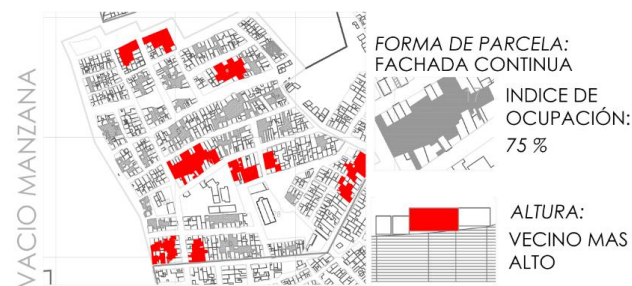 VACIO MANZANA
FORMA DE PARCELA:
FACHADA CONTINUA
INDICE DE
OCUPACIÓN:
75 %
ALTURA:
VECINO MAS
ALTO